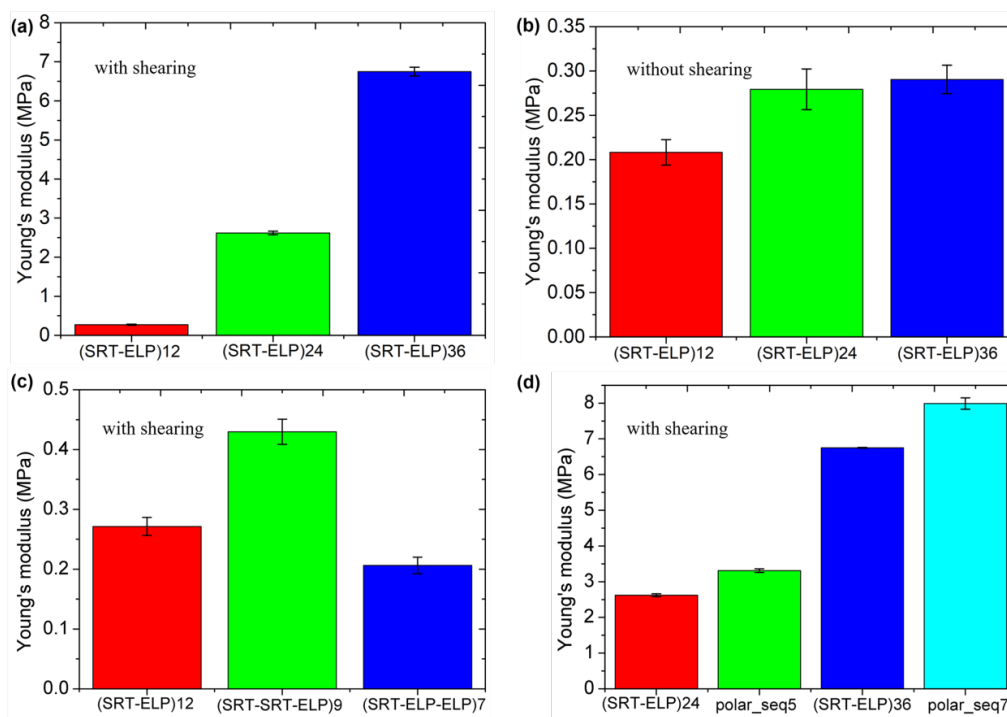 (a)
with shearing
Young's modulus (MPa)
8
7
6
5
4
3
2
1
0
(SRT-ELP)12 (SRT-ELP)24 (SRT-ELP)36
(b)
without shearing
Young's modulus (MPa)
0.35
0.30
0.25
0.20
0.15
0.10
0.05
0.00
(SRT-ELP)12 (SRT-ELP)24 (SRT-ELP)36
(c)
with shearing
Young's modulus (MPa)
0.5
0.4
0.3
0.2
0.1
0.0
(SRT-ELP)12 (SRT-SRT-ELP)9 (SRT-ELP-ELP)7
(d)
with shearing
Young's modulus (MPa)
8
7
6
5
4
3
2
1
0
(SRT-ELP)24 polar_seq5 (SRT-ELP)36 polar_seq7